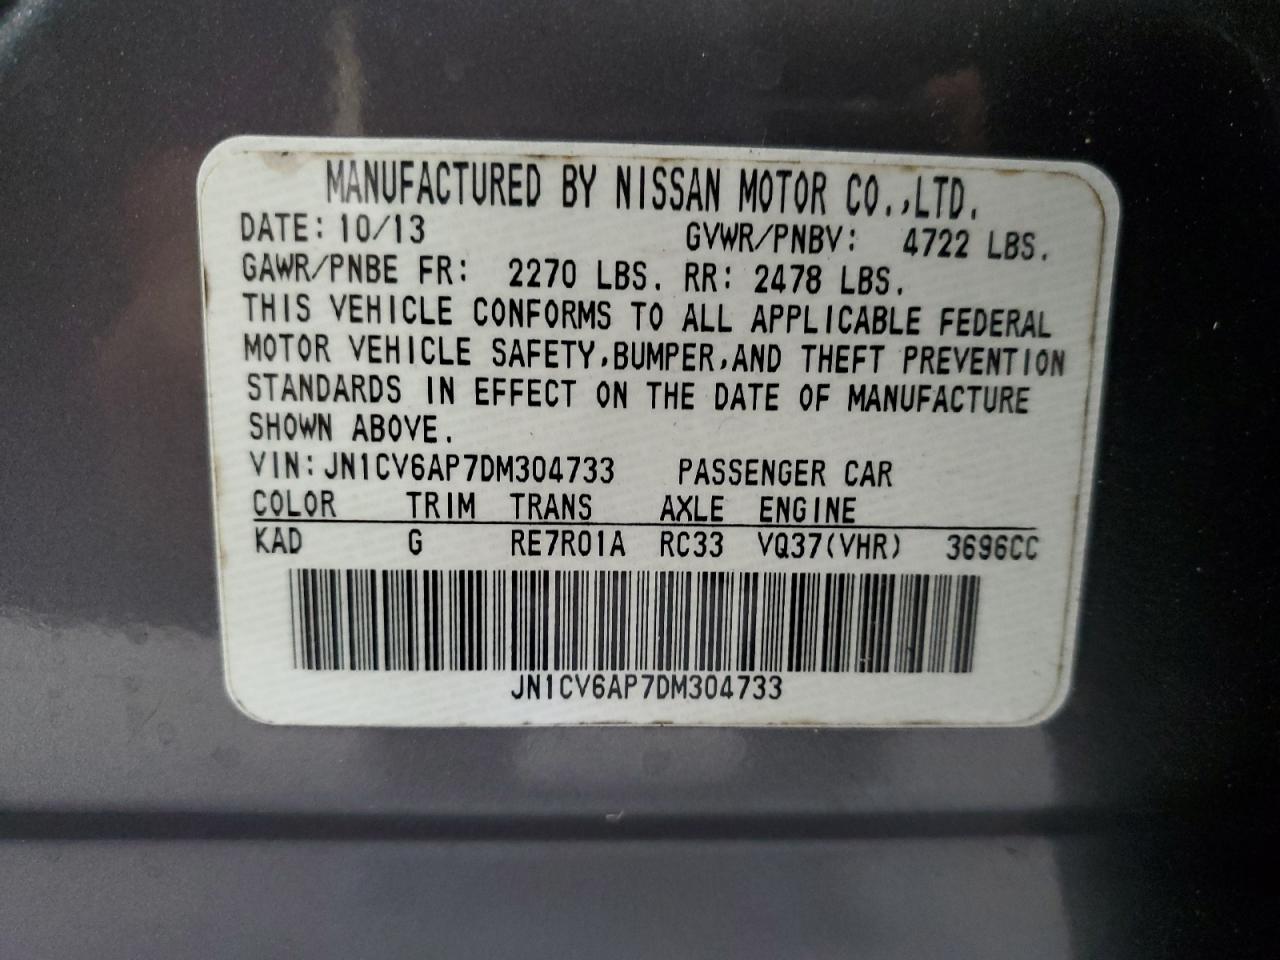 MANUFACTURED BY NISSAN MOTOR CO.,LTD.
DATE: 10/13 GVWR/PNBV: 4722 LBS.
GAWR/PNBE FR: 2270 LBS. RR: 2478 LBS.
THIS VEHICLE CONFORMS TO ALL APPLICABLE FEDERAL
MOTOR VEHICLE SAFETY,BUMPER,AND THEFT PREVENTION
STANDARDS IN EFFECT ON THE DATE OF MANUFACTURE
SHOWN ABOVE.
VIN: JN1CV6AP7DM304733 PASSENGER CAR
COLOR TRIM TRANS AXLE ENGINE
KAD G RE7R01A RC33 VQ37(VHR) 3696CC
JN1CV6AP7DM304733